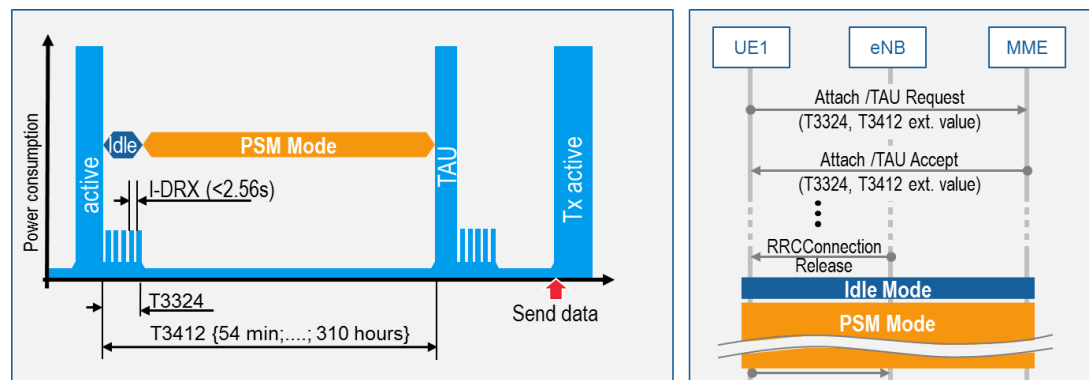 Power consumption
active
Idle
PSM Mode
I-DRX (<2.56s)
TAU
Tx active
T3324
Send data
T3412 {54 min;....; 310 hours}
UE1
eNB
MME
Attach /TAU Request
(T3324, T3412 ext. value)
Attach /TAU Accept
(T3324, T3412 ext. value)
RRCConnection
Release
Idle Mode
PSM Mode